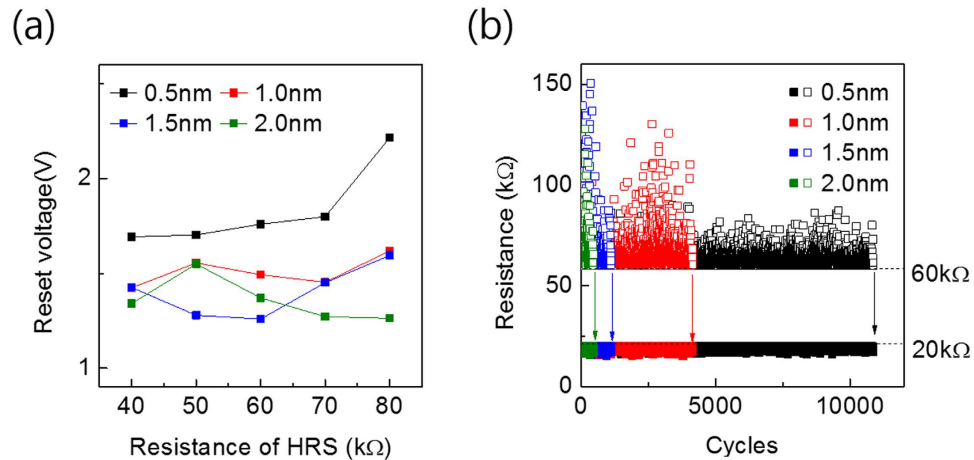 (a)
0.5nm 1.0nm
1.5nm 2.0nm
Reset voltage(V)
2
1
40 50 60 70 80
Resistance of HRS (kΩ)
(b)
0.5nm
1.0nm
1.5nm
2.0nm
Resistance (kΩ)
150
100
50
0
60kΩ
20kΩ
0 5000 10000
Cycles